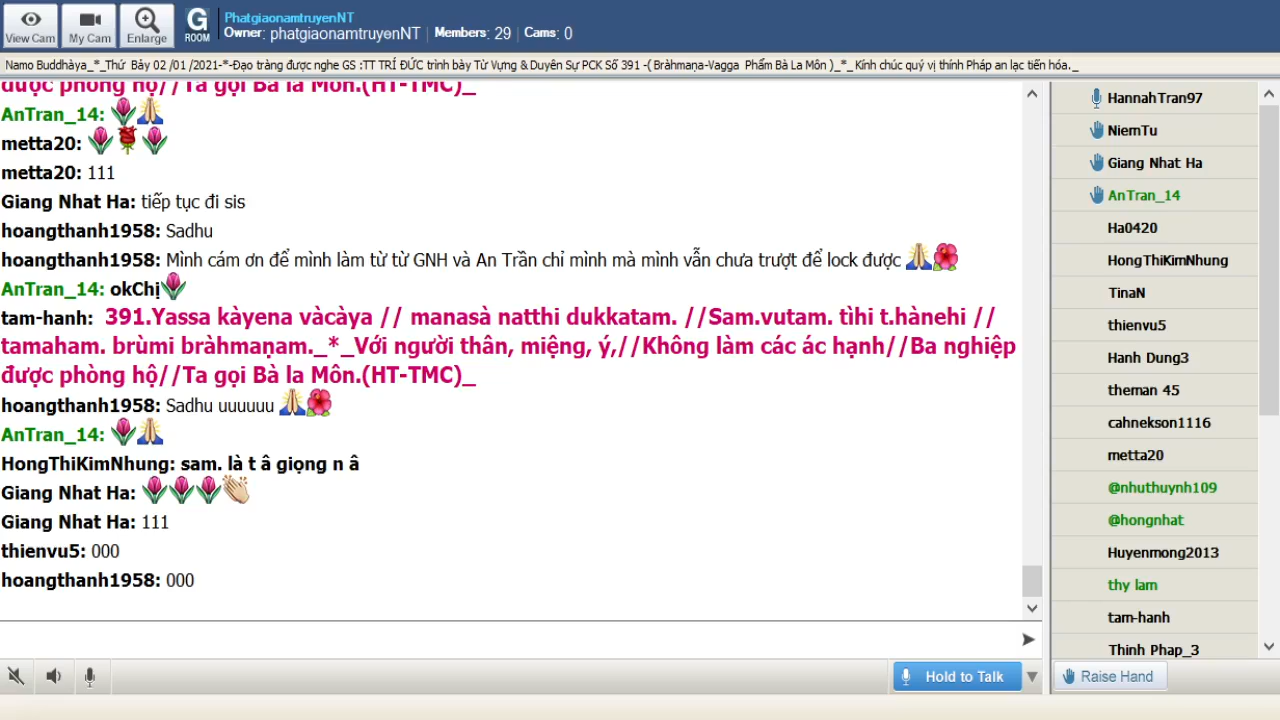 View Cam
My Cam
Enlarge
G
ROOM
PhatgiaonamtruyenNT
Owner: phatgiaonamtruyenNT | Members: 29 | Cams: 0
Namo Buddhàya_*_Thứ Bảy 02 /01 /2021-*-Đạo tràng được nghe GS :TT TRÍ ĐỨC trình bày Từ Vựng & Duyên Sự PCK Số 391 -( Bràhmaṇa-Vagga Phẩm Bà La Môn )_*_ Kính chúc quý vị thính Pháp an lạc tiến hóa._
được phòng hộ//Ta gọi Bà la Môn.(HT-TMC)_
AnTran_14:
metta20:
metta20: 111
Giang Nhat Ha: tiếp tục đi sis
hoangthanh1958: Sadhu
hoangthanh1958: Mình cám ơn để mình làm từ từ GNH và An Trần chỉ mình mà mình vẫn chưa trượt để lock được
AnTran_14: okChị
tam-hanh: 391.Yassa kàyena vàcàya // manasà natthi dukkatam. //Sam.vutam. tìhi t.hànehi //
tamaham. brùmi bràhmaṇam._*_Với người thân, miệng, ý,//Không làm các ác hạnh//Ba nghiệp
được phòng hộ//Ta gọi Bà la Môn.(HT-TMC)_
hoangthanh1958: Sadhu uuuuuu
AnTran_14:
HongThiKimNhung: sam. là t â giọng n â
Giang Nhat Ha:
Giang Nhat Ha: 111
thienvu5: 000
hoangthanh1958: 000
Hold to Talk
HannahTran97
NiemTu
Giang Nhat Ha
AnTran_14
Ha0420
HongThiKimNhung
TinaN
thienvu5
Hanh Dung3
theman 45
cahnekson1116
metta20
@nhuthuynh109
@hongnhat
Huyenmong2013
thy lam
tam-hanh
Thinh Phap_3
Raise Hand